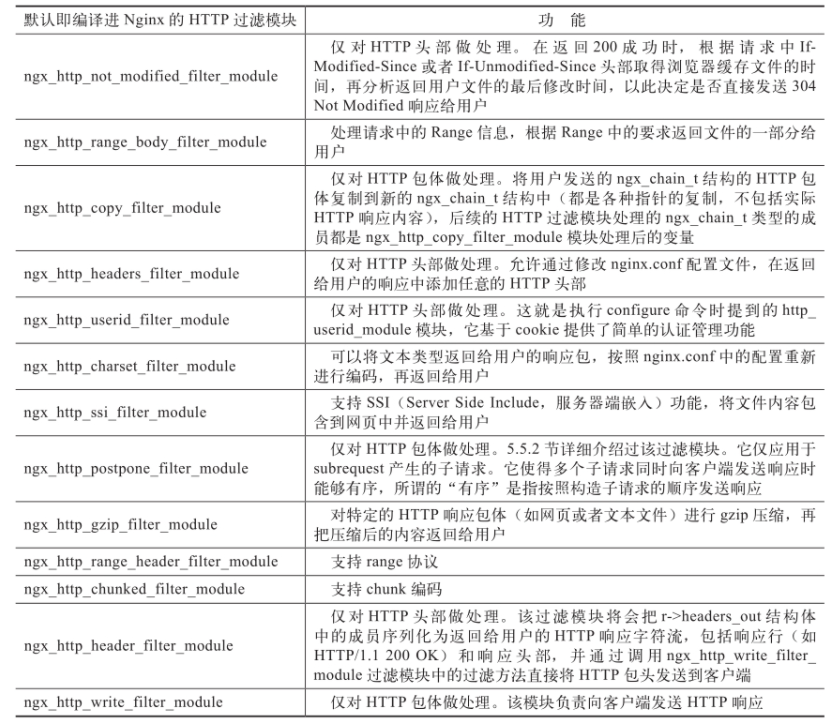 默认即编译进 Nginx 的 HTTP 过滤模块
功 能
ngx_http_not_modified_filter_module
仅对 HTTP 头部做处理。在返回 200 成功时，根据请求中 If-
Modified-Since 或者 If-Unmodified-Since 头部取得浏览器缓存文件的时
间，再分析返回用户文件的最后修改时间，以此决定是否直接发送 304
Not Modified 响应给用户
ngx_http_range_body_filter_module
处理请求中的 Range 信息，根据 Range 中的要求返回文件的一部分给
用户
ngx_http_copy_filter_module
仅对 HTTP 包体做处理。将用户发送的 ngx_chain_t 结构的 HTTP 包
体复制到新的 ngx_chain_t 结构中（都是各种指针的复制，不包括实际
HTTP 响应内容），后续的 HTTP 过滤模块处理的 ngx_chain_t 类型的成
员都是 ngx_http_copy_filter_module 模块处理后的变量
ngx_http_headers_filter_module
仅对 HTTP 头部做处理。允许通过修改 nginx.conf 配置文件，在返回
给用户的响应中添加任意的 HTTP 头部
ngx_http_userid_filter_module
仅对 HTTP 头部做处理。这就是执行 configure 命令时提到的 http_
userid_module 模块，它基于 cookie 提供了简单的认证管理功能
ngx_http_charset_filter_module
可以将文本类型返回给用户的响应包，按照 nginx.conf 中的配置重新
进行编码，再返回给用户
ngx_http_ssi_filter_module
支持 SSI（Server Side Include，服务器端嵌入）功能，将文件内容包
含到网页中并返回给用户
ngx_http_postpone_filter_module
仅对 HTTP 包体做处理。5.5.2 节详细介绍过该过滤模块。它仅应用于
subrequest 产生的子请求。它使得多个子请求同时向客户端发送响应时
能够有序，所谓的“有序”是指按照构造子请求的顺序发送响应
ngx_http_gzip_filter_module
对特定的 HTTP 响应包体（如网页或者文本文件）进行 gzip 压缩，再
把压缩后的内容返回给用户
ngx_http_range_header_filter_module
支持 range 协议
ngx_http_chunked_filter_module
支持 chunk 编码
ngx_http_header_filter_module
仅对 HTTP 头部做处理。该过滤模块将会把 r->headers_out 结构体
中的成员序列化为返回给用户的 HTTP 响应字符流，包括响应行（如
HTTP/1.1 200 OK）和响应头部，并通过调用 ngx_http_write_filter_
module 过滤模块中的过滤方法直接将 HTTP 包头发送到客户端
ngx_http_write_filter_module
仅对 HTTP 包体做处理。该模块负责向客户端发送 HTTP 响应